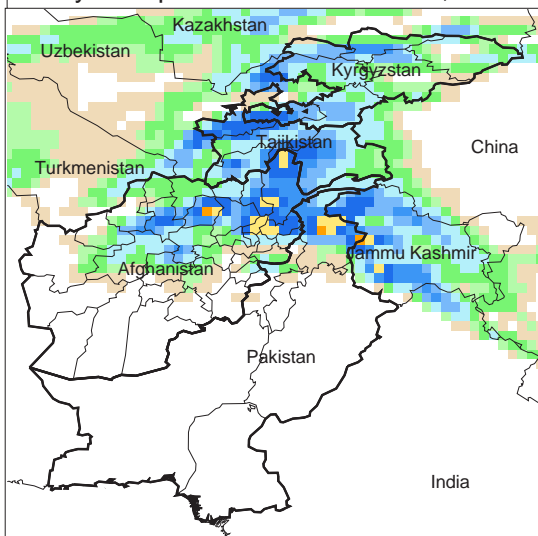 Kazakhstan
Uzbekistan
Kyrgyzstan
Tajikistan
China
Turkmenistan
Jammu Kashmir
Afghanistan
Pakistan
India